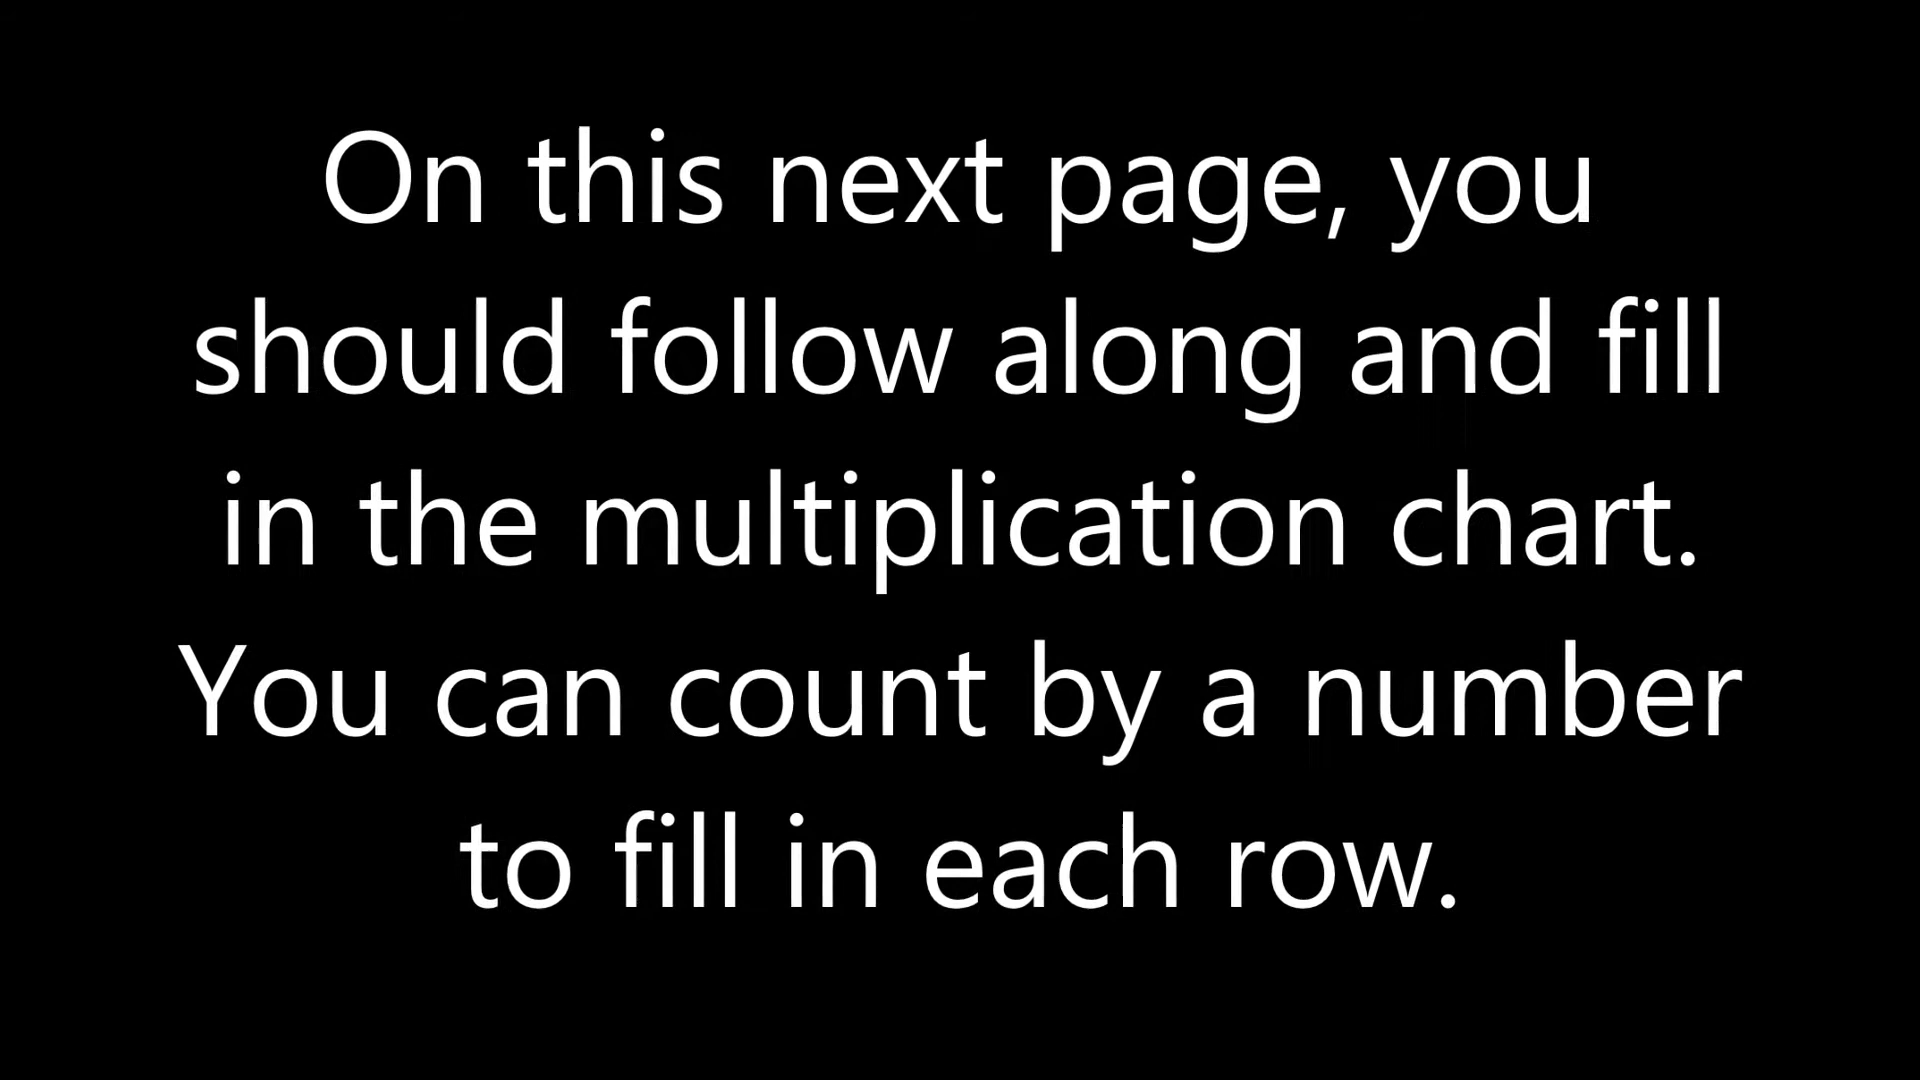 On this next page, you
should follow along and fill
in the multiplication chart.
You can count by a number
to fill in each row.